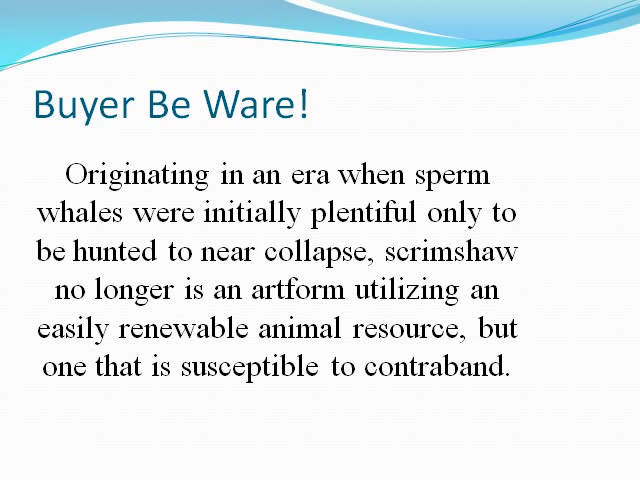 Buyer Be Ware!
Originating in an era when sperm
whales were initially plentiful only to
be hunted to near collapse, scrimshaw
no longer is an artform utilizing an
easily renewable animal resource, but
one that is susceptible to contraband.